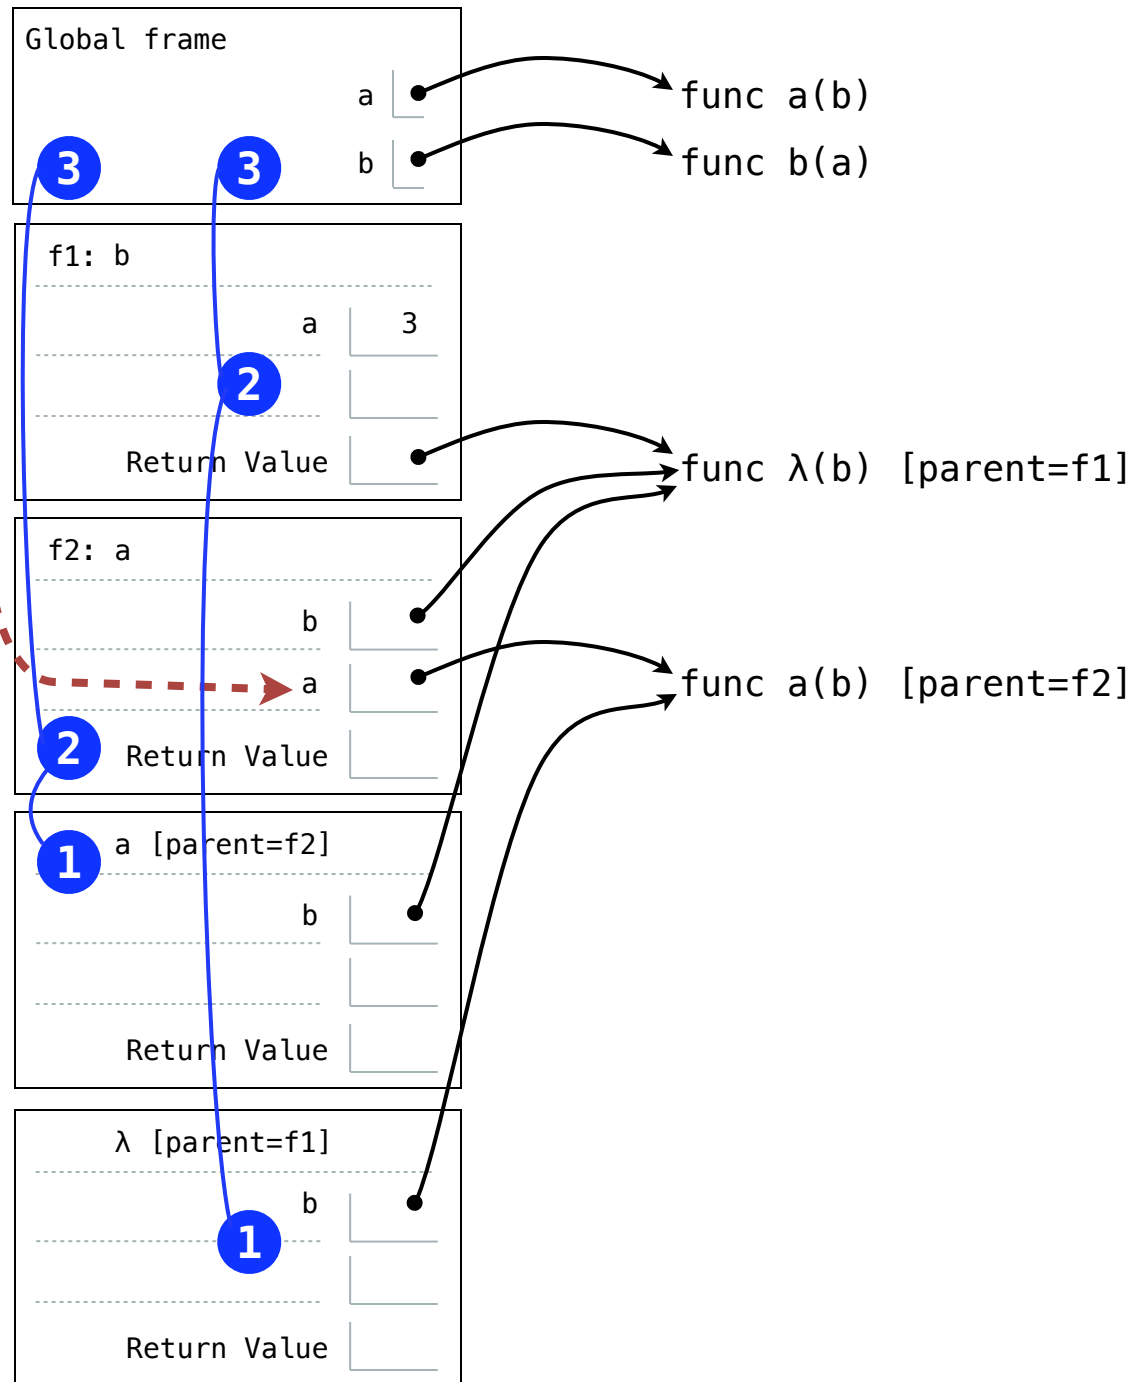 Global frame
a
func a(b)
b
func b(a)
3
3
f1: b
a
3
2
Return Value
func λ(b) [parent=f1]
f2: a
b
a
func a(b) [parent=f2]
2
Return Value
1
a [parent=f2]
b
Return Value
λ [parent=f1]
b
1
Return Value